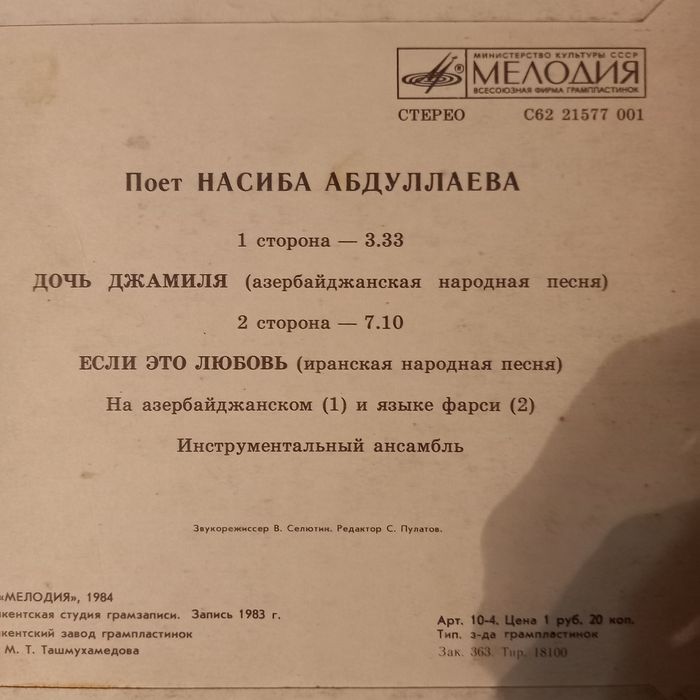 МИНИСТЕРСТВО КУЛЬТУРЫ СССР
МЕЛОДИЯ
ВСЕСОЮЗНАЯ ФИРМА ГРАМПЛАСТИНОК
СТЕРЕО С62 21577 001
Поет НАСИБА АБДУЛЛАЕВА
1 сторона — 3.33
ДОЧЬ ДЖАМИЛЯ (азербайджанская народная песня)
2 сторона — 7.10
ЕСЛИ ЭТО ЛЮБОВЬ (иранская народная песня)
На азербайджанском (1) и языке фарси (2)
Инструментальный ансамбль
Звукорежиссер В. Селютин. Редактор С. Пулатов.
«МЕЛОДИЯ», 1984
кентская студия грамзаписи. Запись 1983 г.
кентский завод грампластинок
М. Т. Ташмухамедова
Арт. 10-4. Цена 1 руб. 20 коп.
Тип. з-да грампластинок
Зак. 363. Тир. 18100